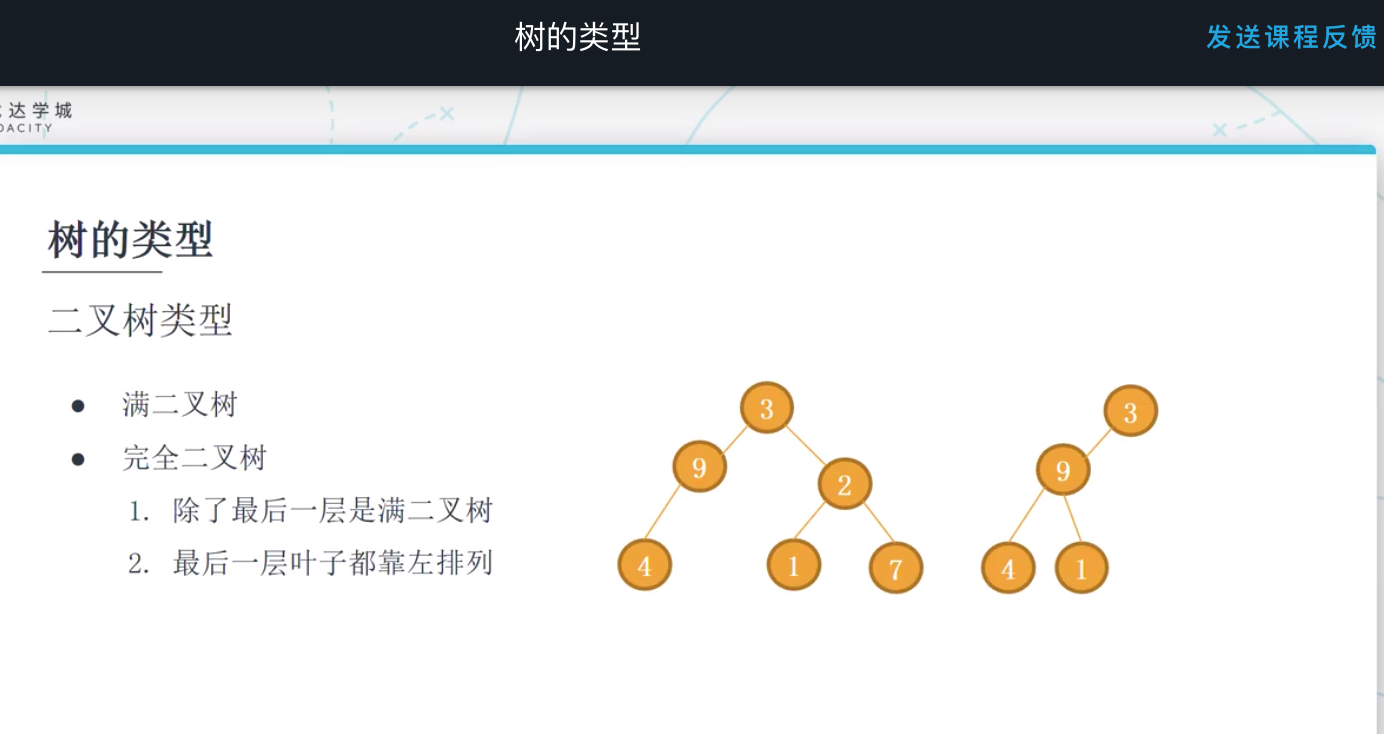 树的类型
发送课程反馈
达学城
DACITY
树的类型
二叉树类型
● 满二叉树
● 完全二叉树
1. 除了最后一层是满二叉树
2. 最后一层叶子都靠左排列
3
9
2
4
1
7
3
9
4
1